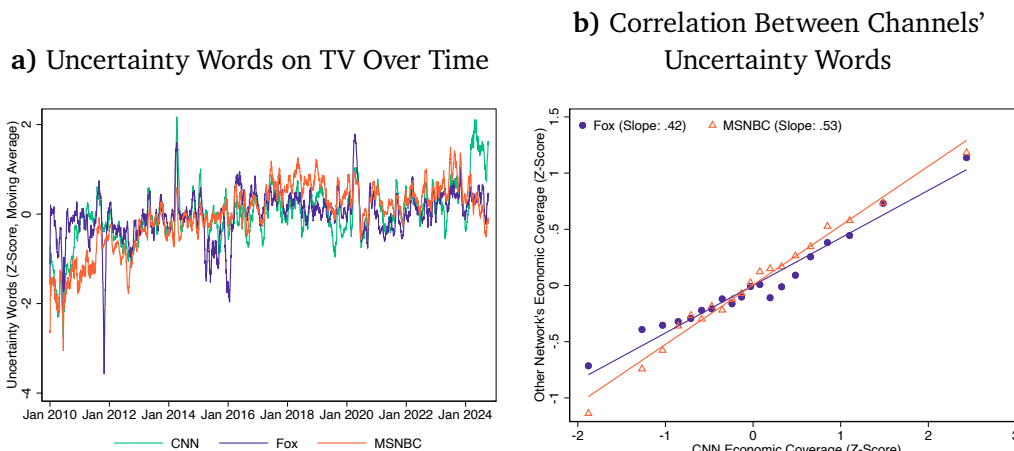 a) Uncertainty Words on TV Over Time
Uncertainty Words (Z-Score, Moving Average)
2
0
-2
-4
Jan 2010 Jan 2012 Jan 2014 Jan 2016 Jan 2018 Jan 2020 Jan 2022 Jan 2024
CNN Fox MSNBC
b) Correlation Between Channels'
Uncertainty Words
Other Network's Economic Coverage (Z-Score)
1.5
1
.5
0
-.5
-1
Fox (Slope: .42) MSNBC (Slope: .53)
-2 -1 0 1 2 3
CNN Economic Coverage (Z-Score)